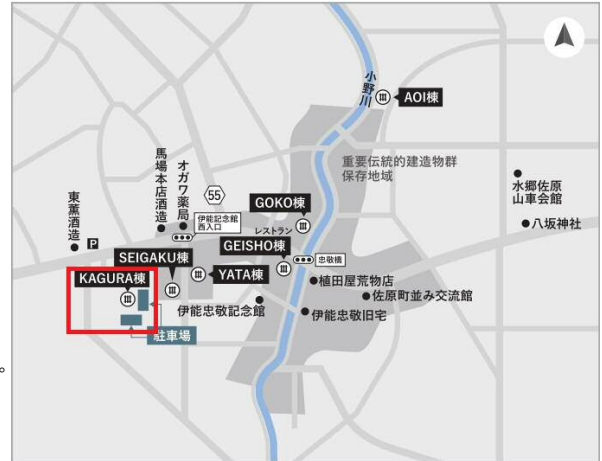 小野川
AOI棟
重要伝統的建造物群
保存地域
水郷佐原
山車会館
八坂神社
馬場本店酒造
オガワ薬局
55
伊能記念館
西入口
東薫酒造
P
GOKO棟
レストラン
GEISHO棟
忠敬橋
SEIGAKU棟
YATA棟
KAGURA棟
植田屋荒物店
佐原町並み交流館
伊能忠敬記念館
伊能忠敬旧宅
駐車場
。